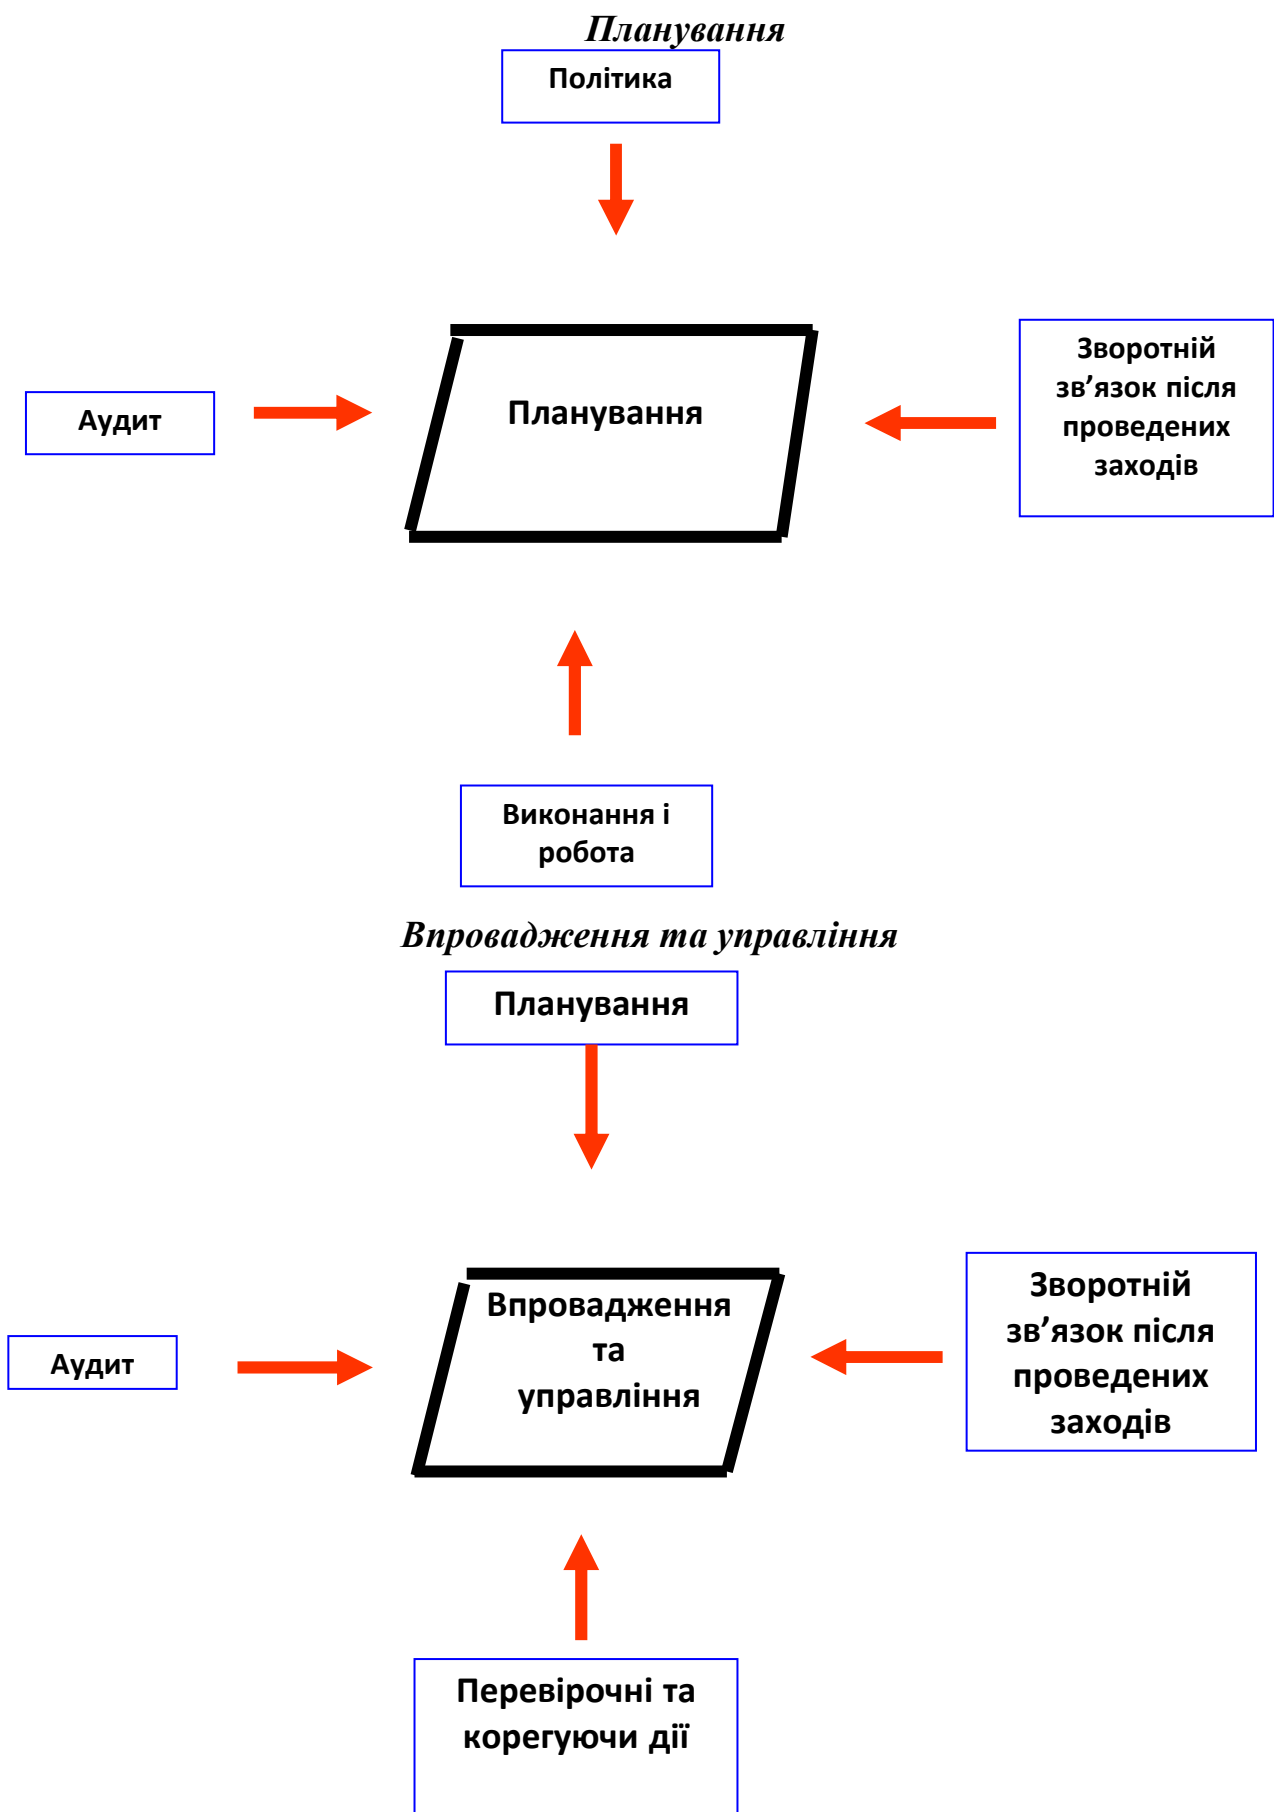 Планування
Політика
Аудит
Планування
Зворотній
зв’язок після
проведених
заходів
Виконання і
робота
Впровадження та управління
Планування
Аудит
Впровадження
та
управління
Зворотній
зв’язок після
проведених
заходів
Перевірочні та
корегуючи дії